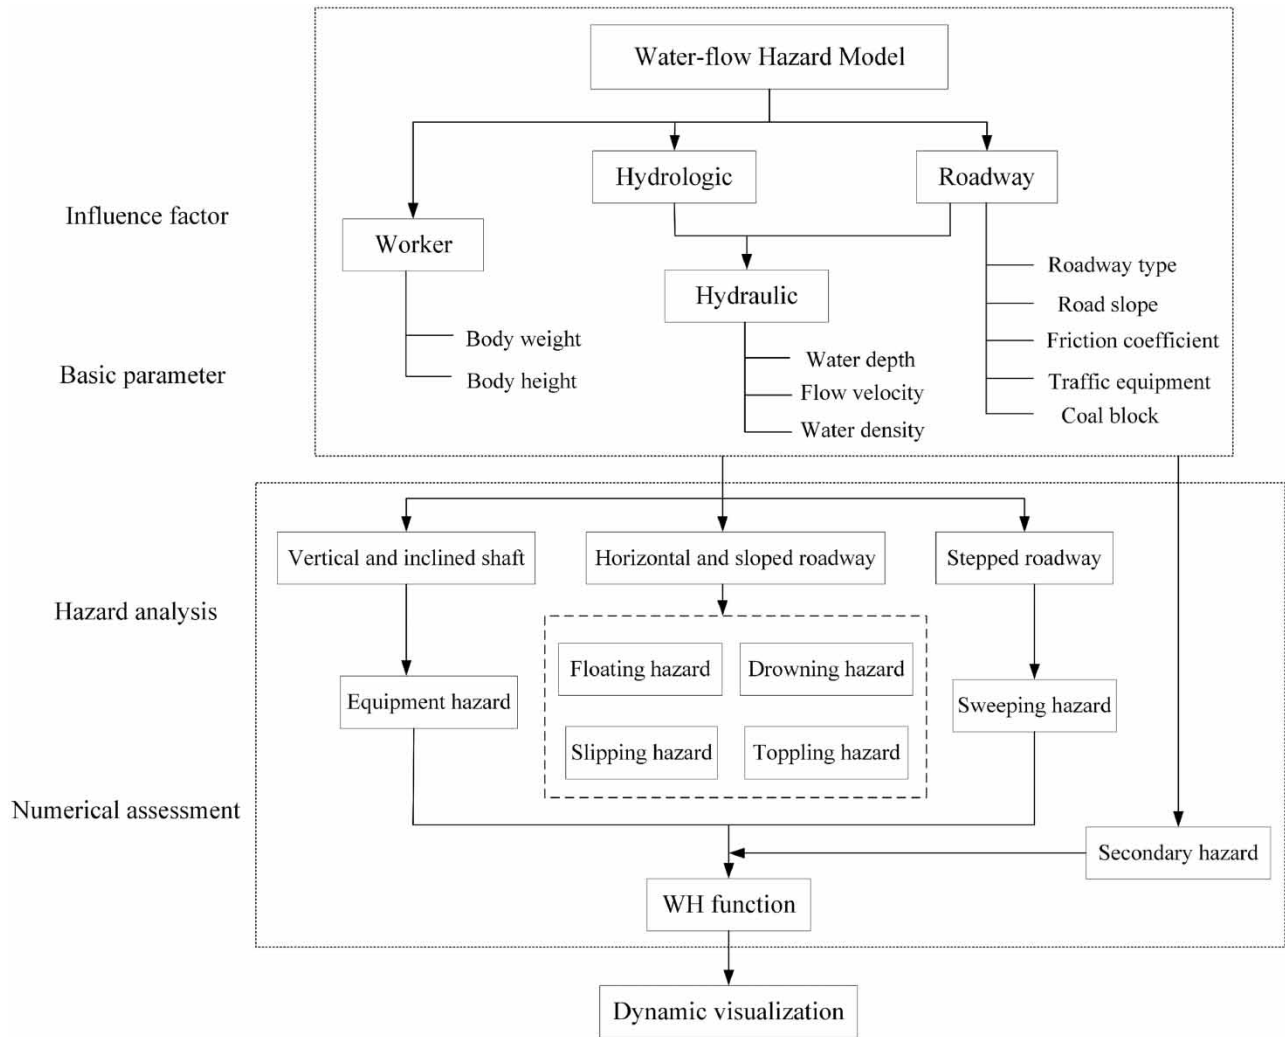 Water-flow Hazard Model
Hydrologic
Roadway
Influence factor
Worker
Hydraulic
Roadway type
Road slope
Friction coefficient
Traffic equipment
Coal block
Basic parameter
Body weight
Body height
Water depth
Flow velocity
Water density
Vertical and inclined shaft
Horizontal and sloped roadway
Stepped roadway
Hazard analysis
Floating hazard
Drowning hazard
Equipment hazard
Sweeping hazard
Slipping hazard
Toppling hazard
Numerical assessment
Secondary hazard
WH function
Dynamic visualization